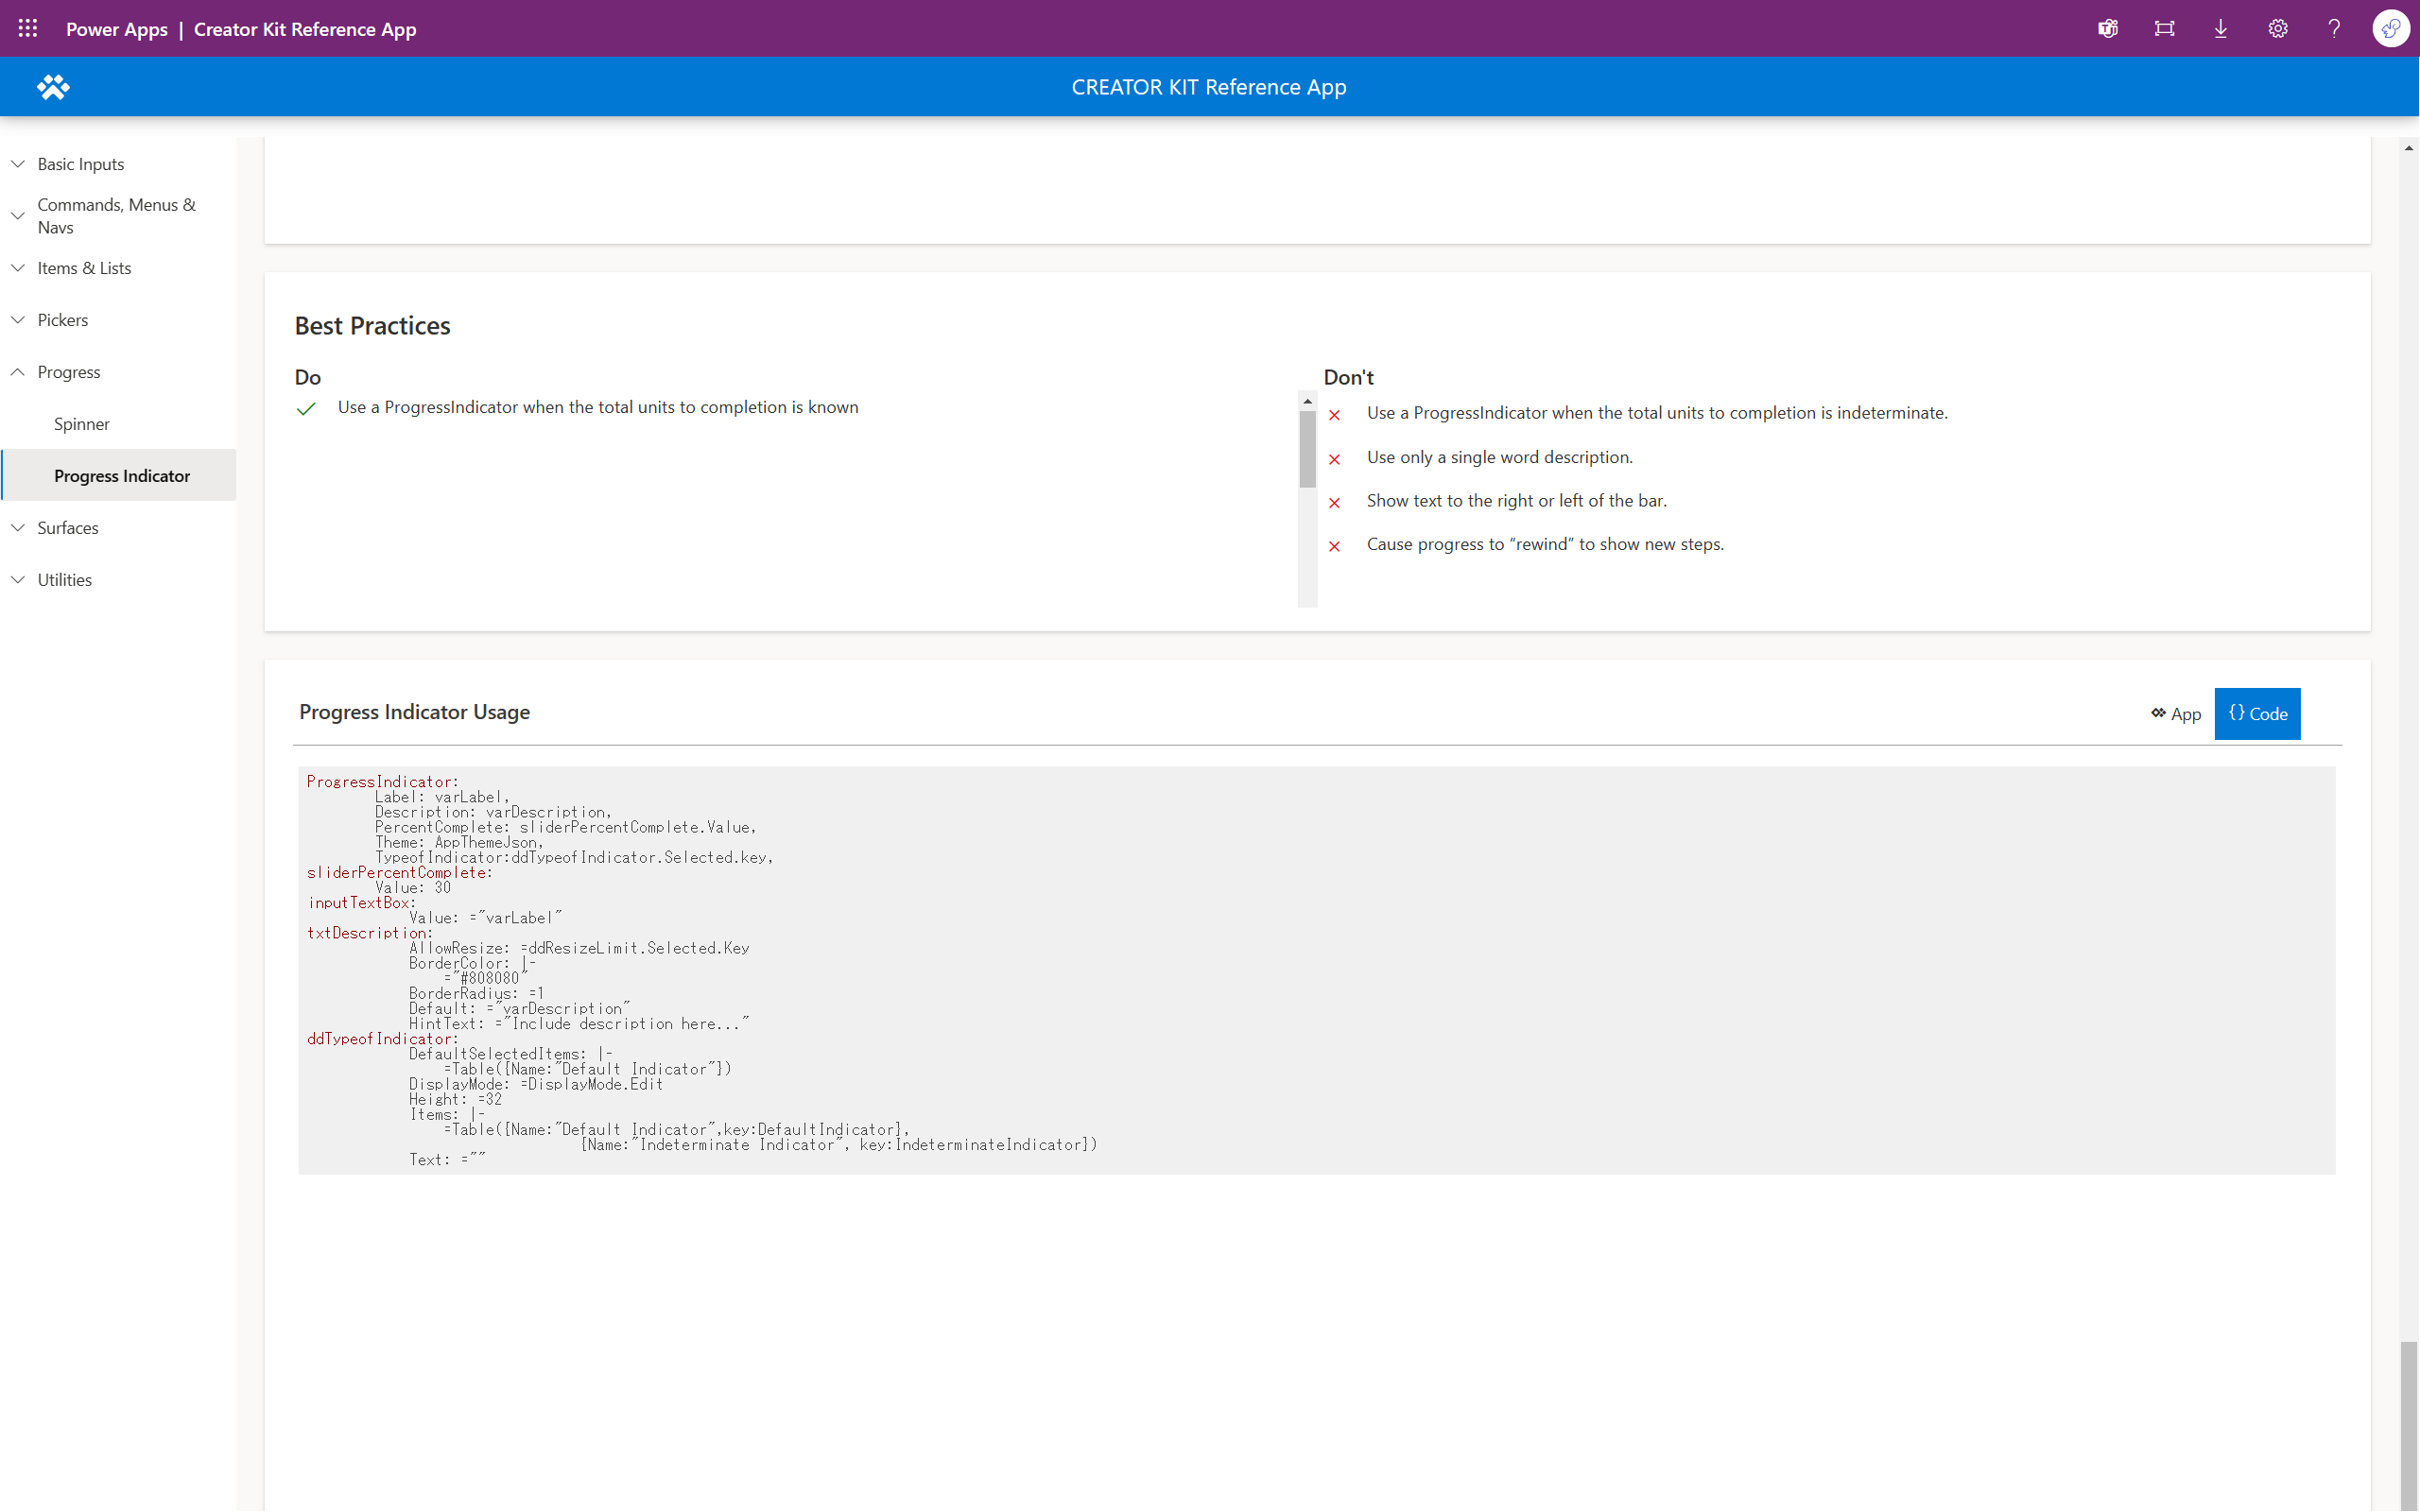 Power Apps | Creator Kit Reference App
CREATOR KIT Reference App
Basic Inputs
Commands, Menus &
Navs
Items & Lists
Pickers
Progress
Spinner
Progress Indicator
Surfaces
Utilities
Best Practices
Do
Use a ProgressIndicator when the total units to completion is known
Don't
Use a ProgressIndicator when the total units to completion is indeterminate.
Use only a single word description.
Show text to the right or left of the bar.
Cause progress to “rewind” to show new steps.
Progress Indicator Usage
App
{} Code
ProgressIndicator:
Label: varLabel,
Description: varDescription,
PercentComplete: sliderPercentComplete.Value,
Theme: AppThemeJson,
TypeofIndicator:ddTypeofIndicator.Selected.key,
sliderPercentComplete:
Value: 30
inputTextBox:
Value: ="varLabel"
txtDescription:
AllowResize: =ddResizeLimit.Selected.Key
BorderColor: |-
="#808080"
BorderRadius: =1
Default: ="varDescription"
HintText: ="Include description here..."
ddTypeofIndicator:
DefaultSelectedItems: |-
=Table({Name:"Default Indicator"})
DisplayMode: =DisplayMode.Edit
Height: =32
Items: |-
=Table({Name:"Default Indicator",key:DefaultIndicator},
{Name:"Indeterminate Indicator", key:IndeterminateIndicator})
Text: =""